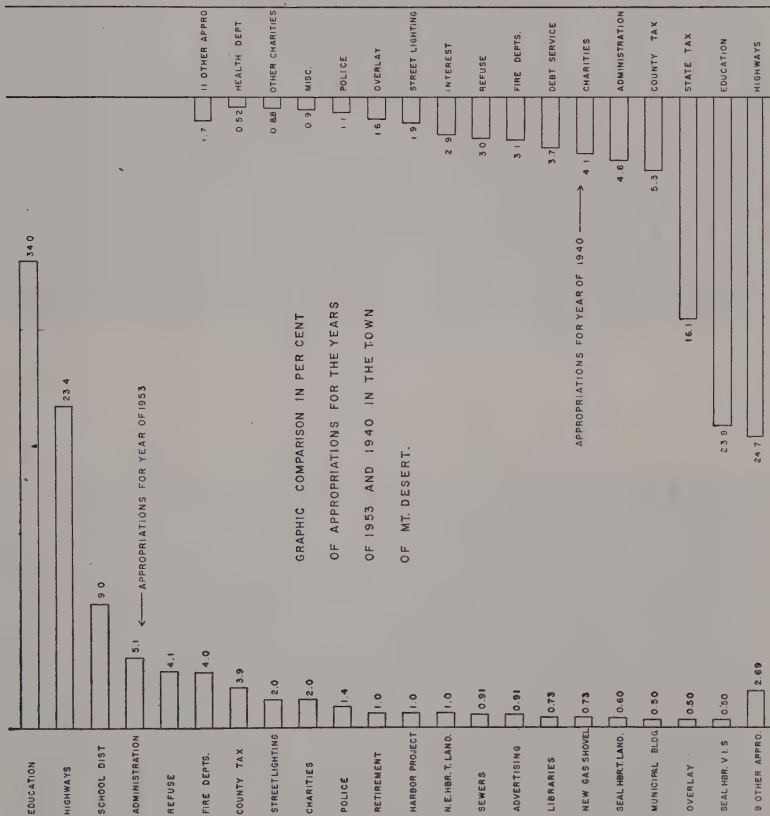 EDUCATION 34.0
HIGHWAYS 23.4
SCHOOL DIST 9.0
ADMINISTRATION 5.1
REFUSE 4.1
FIRE DEPTS. 4.0
COUNTY TAX 3.9
STREET LIGHTING 2.0
CHARITIES 2.0
POLICE 1.4
RETIREMENT 1.0
HARBOR PROJECT 1.0
N.E. HBR. T. LAND. 1.0
SEWERS 0.91
ADVERTISING 0.91
LIBRARIES 0.73
NEW GAS SHOVEL 0.73
SEAL HBR. T. LAND. 0.60
MUNICIPAL BLDG. 0.50
OVERLAY 0.50
SEAL HBR. V.I.S 0.50
9 OTHER APPRO. 2.69
APPROPRIATIONS FOR YEAR OF 1953
GRAPHIC COMPARISON IN PER CENT
OF APPROPRIATIONS FOR THE YEARS
OF 1953 AND 1940 IN THE TOWN
OF MT. DESERT.
APPROPRIATIONS FOR YEAR OF 1940
1.7 11 OTHER APPRO
0.52 HEALTH DEPT
0.88 OTHER CHARITIES
0.9 MISC.
1.1 POLICE
1.6 OVERLAY
1.9 STREET LIGHTING
2.9 INTEREST
3.0 REFUSE
3.1 FIRE DEPTS.
3.7 DEBT SERVICE
4.1 CHARITIES
4.6 ADMINISTRATION
5.3 COUNTY TAX
16.1 STATE TAX
23.9 EDUCATION
24.7 HIGHWAYS